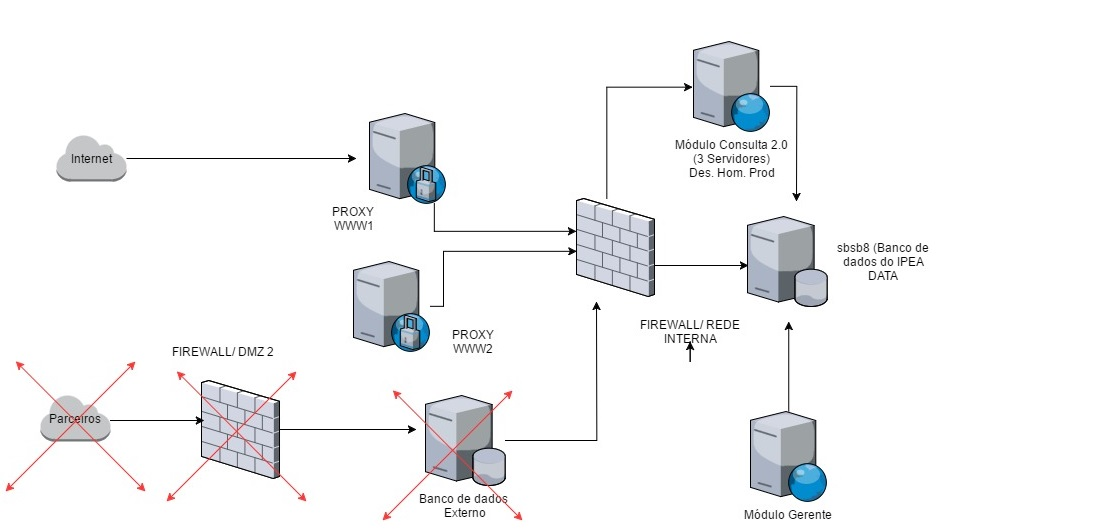 Internet
PROXY
WWW1
Módulo Consulta 2.0
(3 Servidores)
Des. Hom. Prod
sbsb8 (Banco de
dados do IPEA
DATA
PROXY
WWW2
FIREWALL/ REDE
INTERNA
FIREWALL/ DMZ 2
Parceiros
Banco de dados
Externo
Módulo Gerente